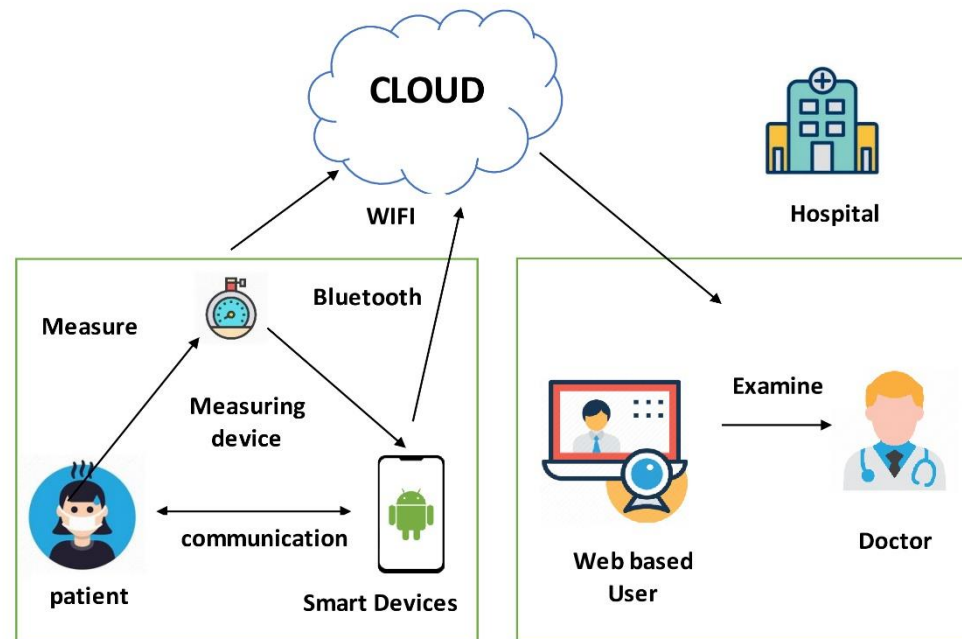 CLOUD
WIFI
Hospital
Measure
Bluetooth
Measuring
device
communication
patient
Smart Devices
Examine
Web based
User
Doctor